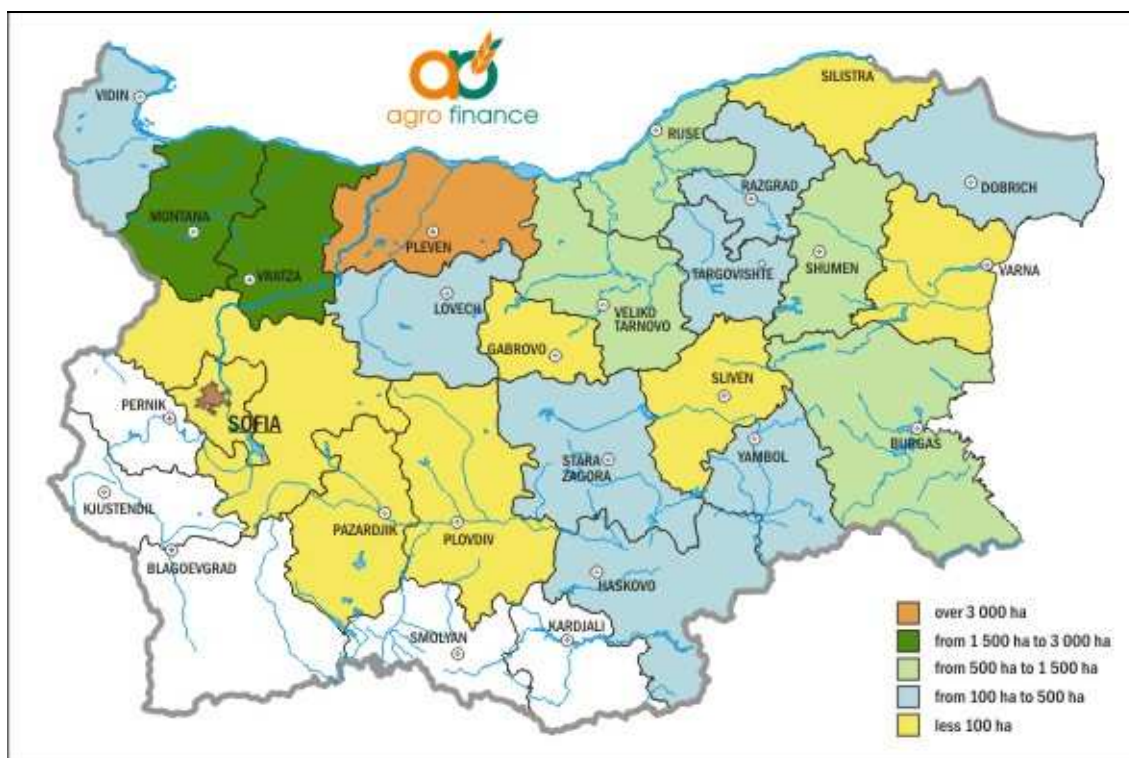 ao
agro finance
SILISTRA
VIDIN
RUSE
RAZGRAD
DOBRICH
MONTANA
PLEVEN
VRATZA
TARGOVISHTE
SHUMEN
VARNA
LOVECH
VELIKO
TARNOVO
GABROVO
SLIVEN
PERNIK
SOFIA
BURGAS
YAMBOL
STARA
ZAGORA
KJUSTENDIL
PAZARDJIK
PLOVDIV
BLAGOEVGRAD
HASKOVO
KARDJALI
SMOLYAN
over 3 000 ha
from 1 500 ha to 3 000 ha
from 500 ha to 1 500 ha
from 100 ha to 500 ha
less 100 ha